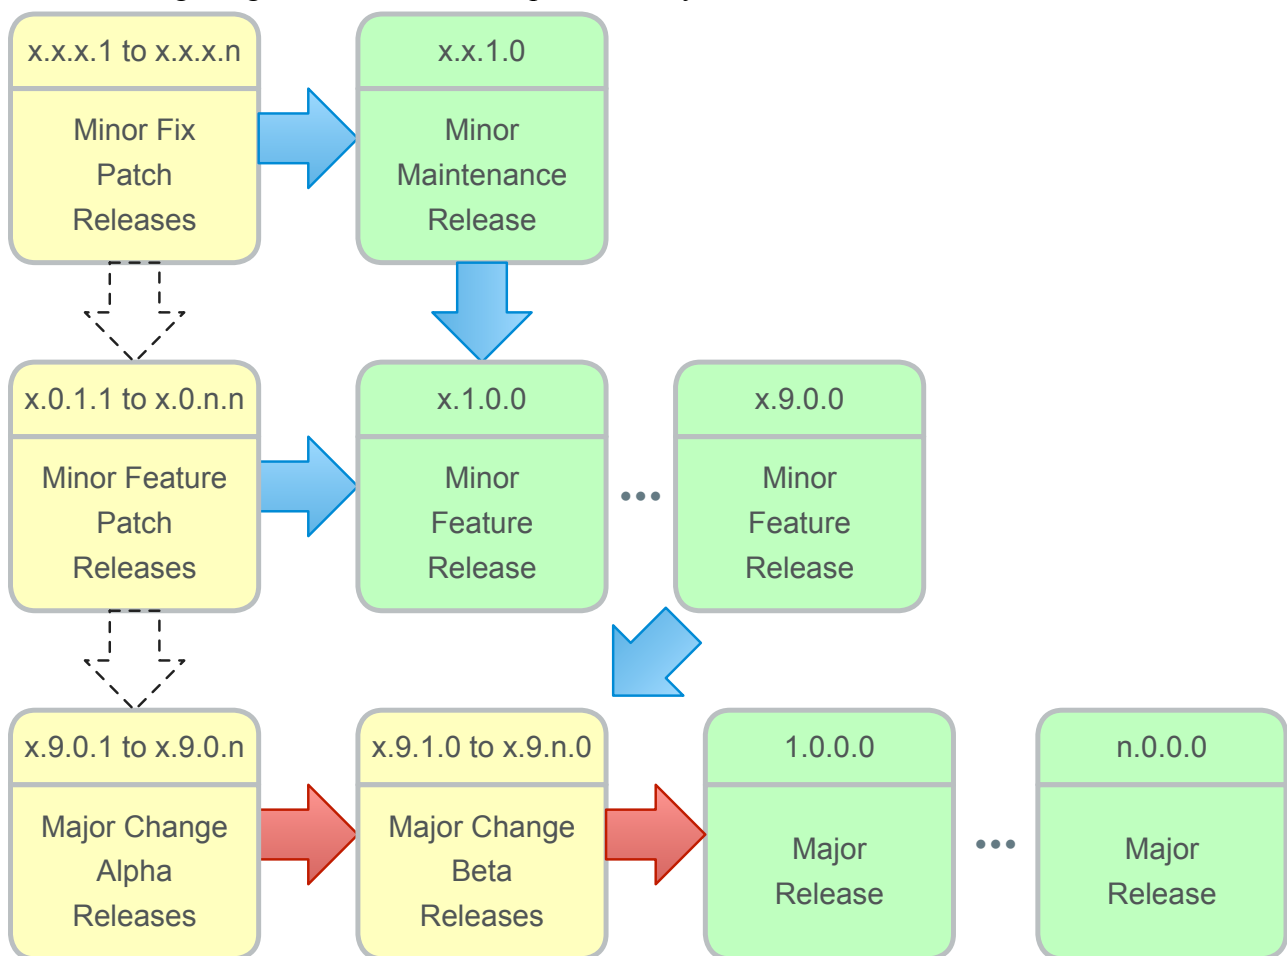 x.x.x.1 to x.x.x.n
Minor Fix
Patch
Releases
x.x.1.0
Minor
Maintenance
Release
x.0.1.1 to x.0.n.n
Minor Feature
Patch
Releases
x.1.0.0
Minor
Feature
Release
...
x.9.0.0
Minor
Feature
Release
x.9.0.1 to x.9.0.n
Major Change
Alpha
Releases
x.9.1.0 to x.9.n.0
Major Change
Beta
Releases
1.0.0.0
Major
Release
...
n.0.0.0
Major
Release